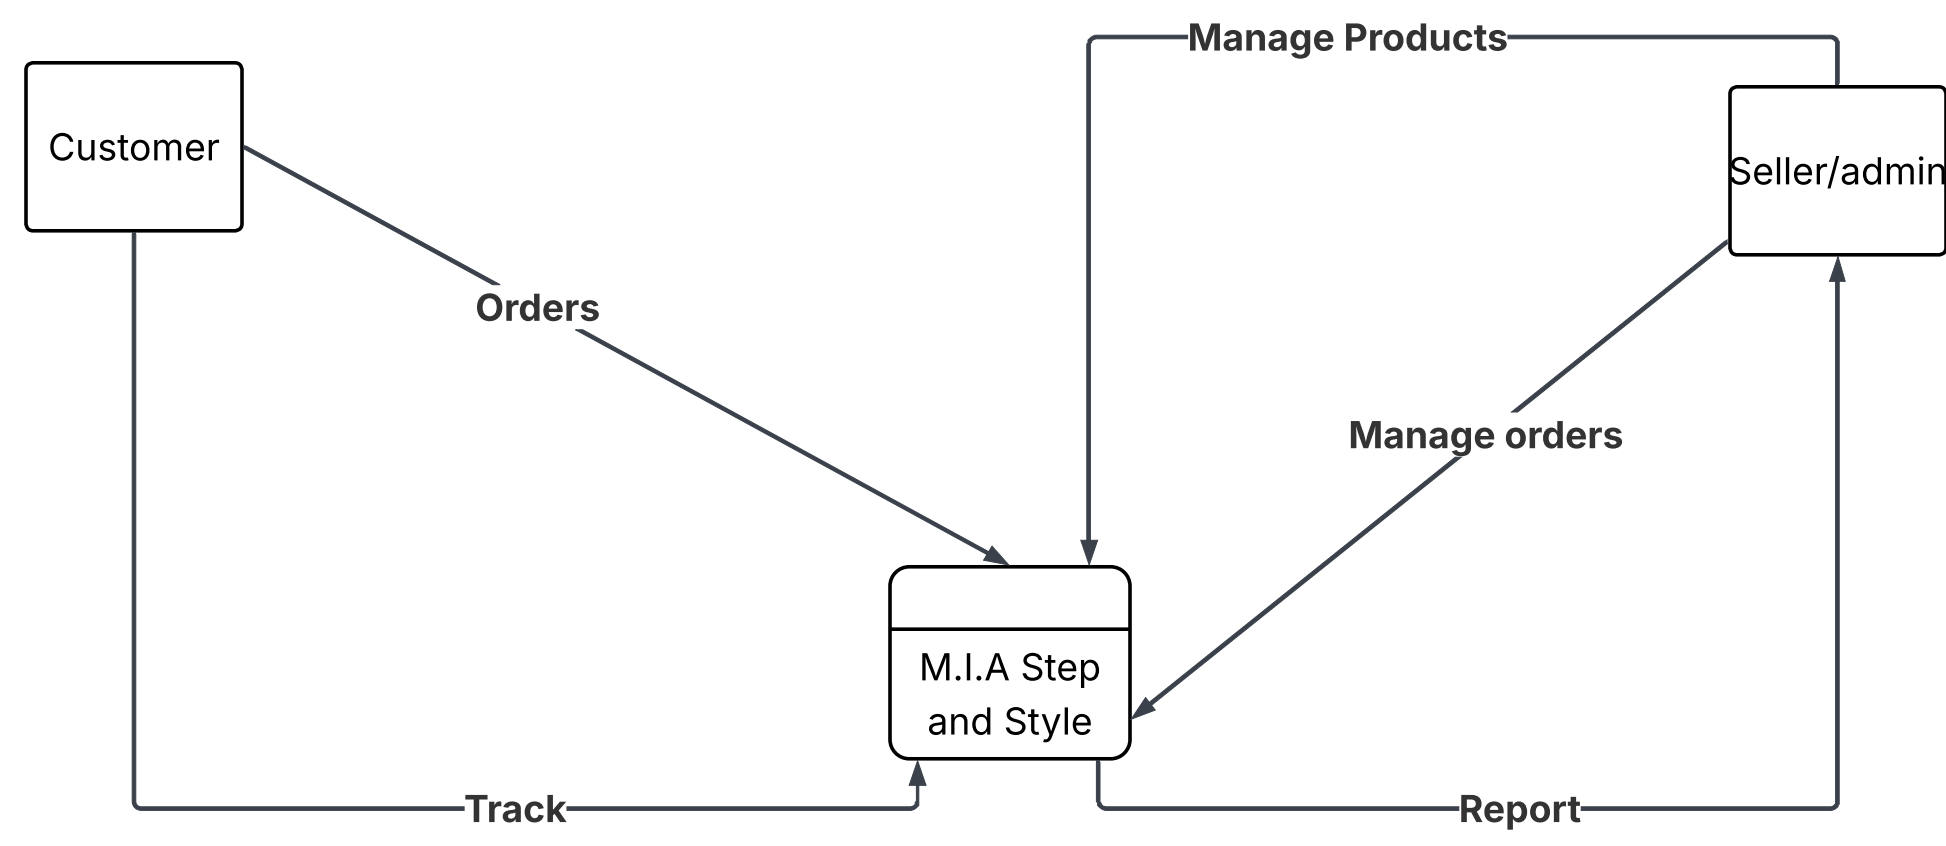 Manage Products
Customer
Seller/admin
Orders
Manage orders
M.I.A Step
and Style
Track
Report